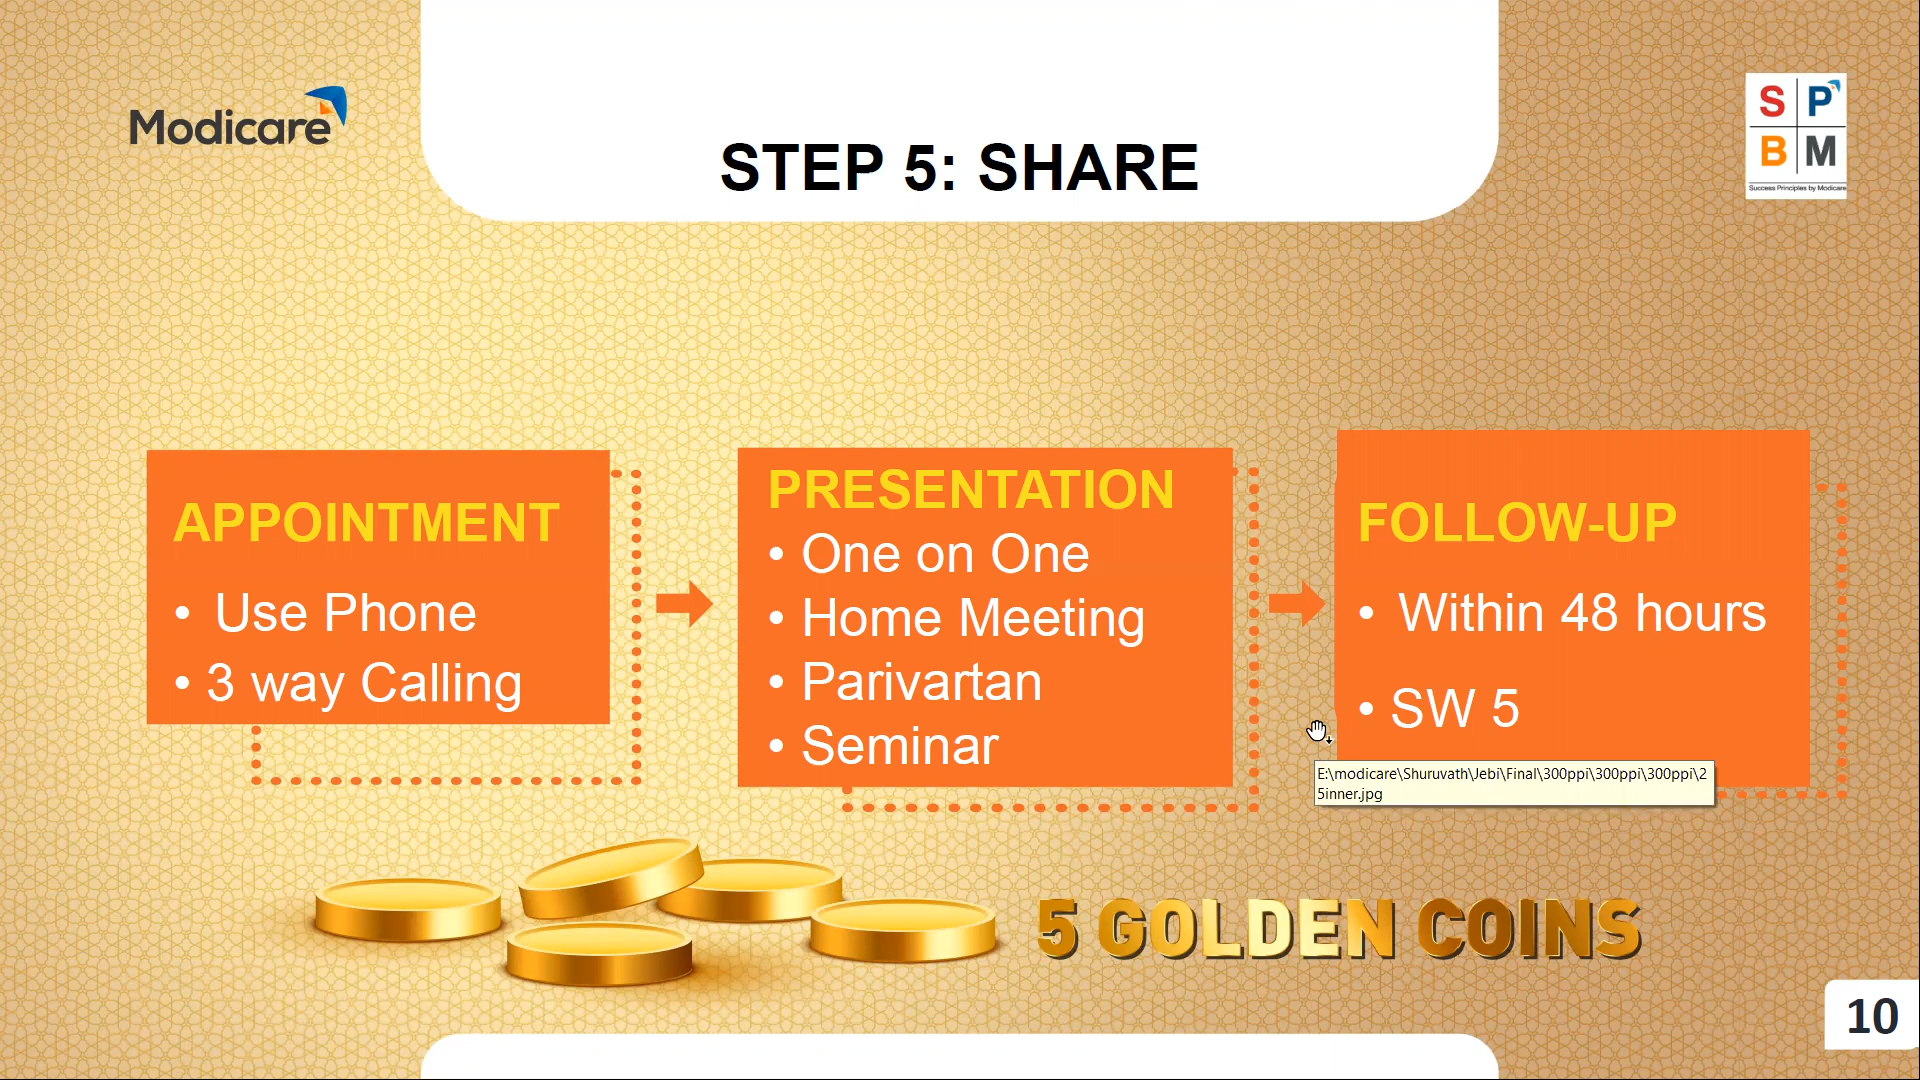 Modicare
STEP 5: SHARE
S P
B M
Success Principles by Modicare
APPOINTMENT
• Use Phone
• 3 way Calling
PRESENTATION
• One on One
• Home Meeting
• Parivartan
• Seminar
FOLLOW-UP
• Within 48 hours
• SW 5
E:\modicare\Shuruvath\Jebi\Final\300ppi\300ppi\300ppi\2
5inner.jpg
5 GOLDEN COINS
10